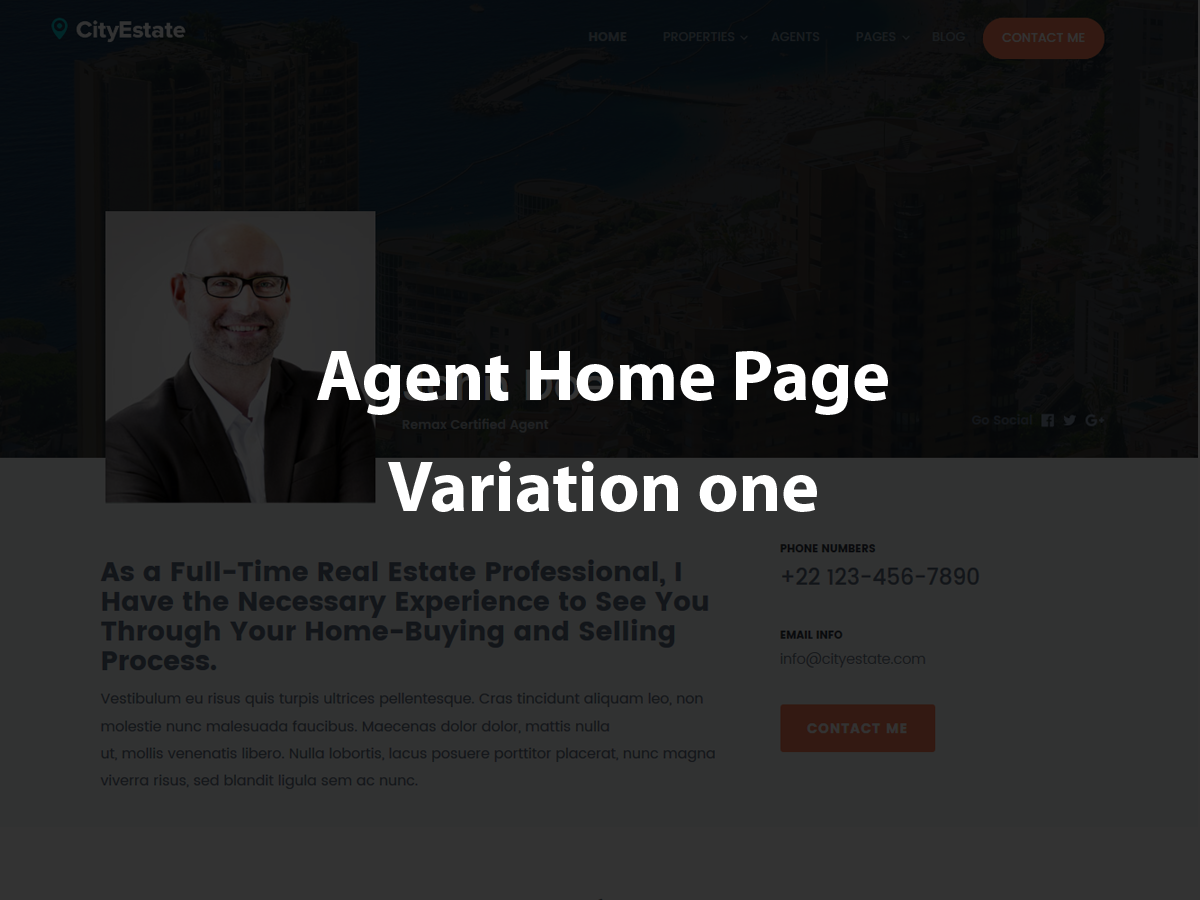 CityEstate
HOME PROPERTIES AGENTS PAGES BLOG CONTACT ME
Agent Home Page
Remax Certified Agent
Go Social
Variation one
PHONE NUMBERS
+22 123-456-7890
As a Full-Time Real Estate Professional, I
Have the Necessary Experience to See You
Through Your Home-Buying and Selling
Process.
EMAIL INFO
info@cityestate.com
Vestibulum eu risus quis turpis ultrices pellentesque. Cras tincidunt aliquam leo, non
molestie nunc malesuada faucibus. Maecenas dolor dolor, mattis nulla
ut, mollis venenatis libero. Nulla lobortis, lacus posuere porttitor placerat, nunc magna
viverra risus, sed blandit ligula sem ac nunc.
CONTACT ME